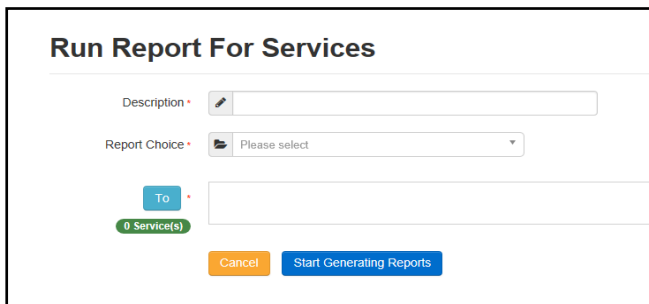 Run Report For Services
Description *
Report Choice * Please select
To *
0 Service(s)
Cancel Start Generating Reports